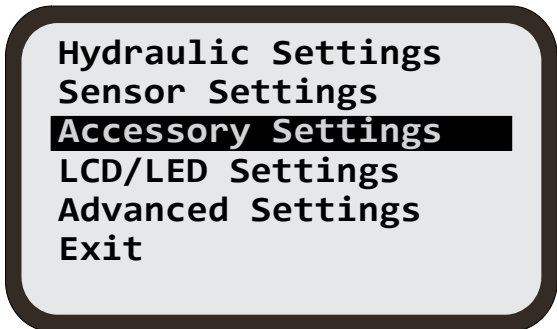 Hydraulic Settings
Sensor Settings
Accessory Settings
LCD/LED Settings
Advanced Settings
Exit